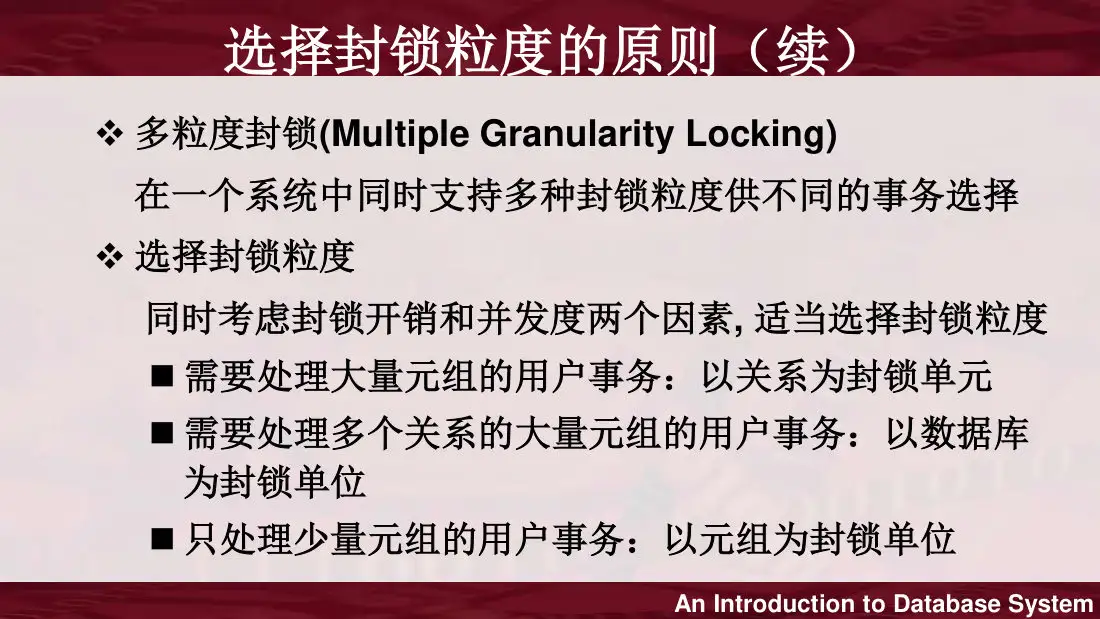 选择封锁粒度的原则（续）
❖ 多粒度封锁(Multiple Granularity Locking)
在一个系统中同时支持多种封锁粒度供不同的事务选择
❖ 选择封锁粒度
同时考虑封锁开销和并发度两个因素, 适当选择封锁粒度
■ 需要处理大量元组的用户事务：以关系为封锁单元
■ 需要处理多个关系的大量元组的用户事务：以数据库
为封锁单位
■ 只处理少量元组的用户事务：以元组为封锁单位
An Introduction to Database System